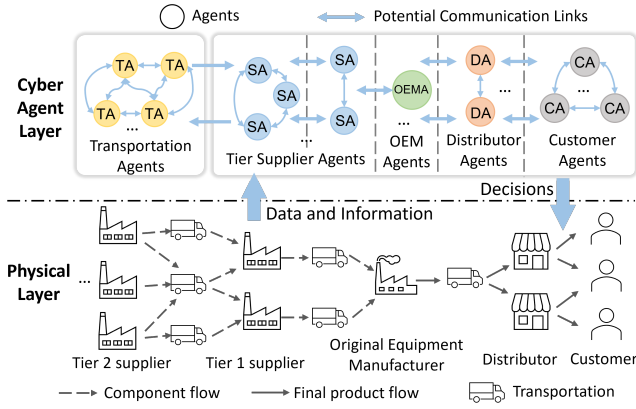 Agents
Potential Communication Links
Cyber
Agent
Layer
TA
TA
TA
TA
...
Transportation
Agents
SA
SA
SA
SA
SA
...
Tier Supplier Agents
OEMA
...
OEM
Agents
DA
DA
...
Distributor
Agents
CA
CA
CA
...
Customer
Agents
Data and Information
Decisions
Physical
Layer
...
Tier 2 supplier
Tier 1 supplier
Original Equipment
Manufacturer
Distributor
Customer
Component flow
Final product flow
Transportation